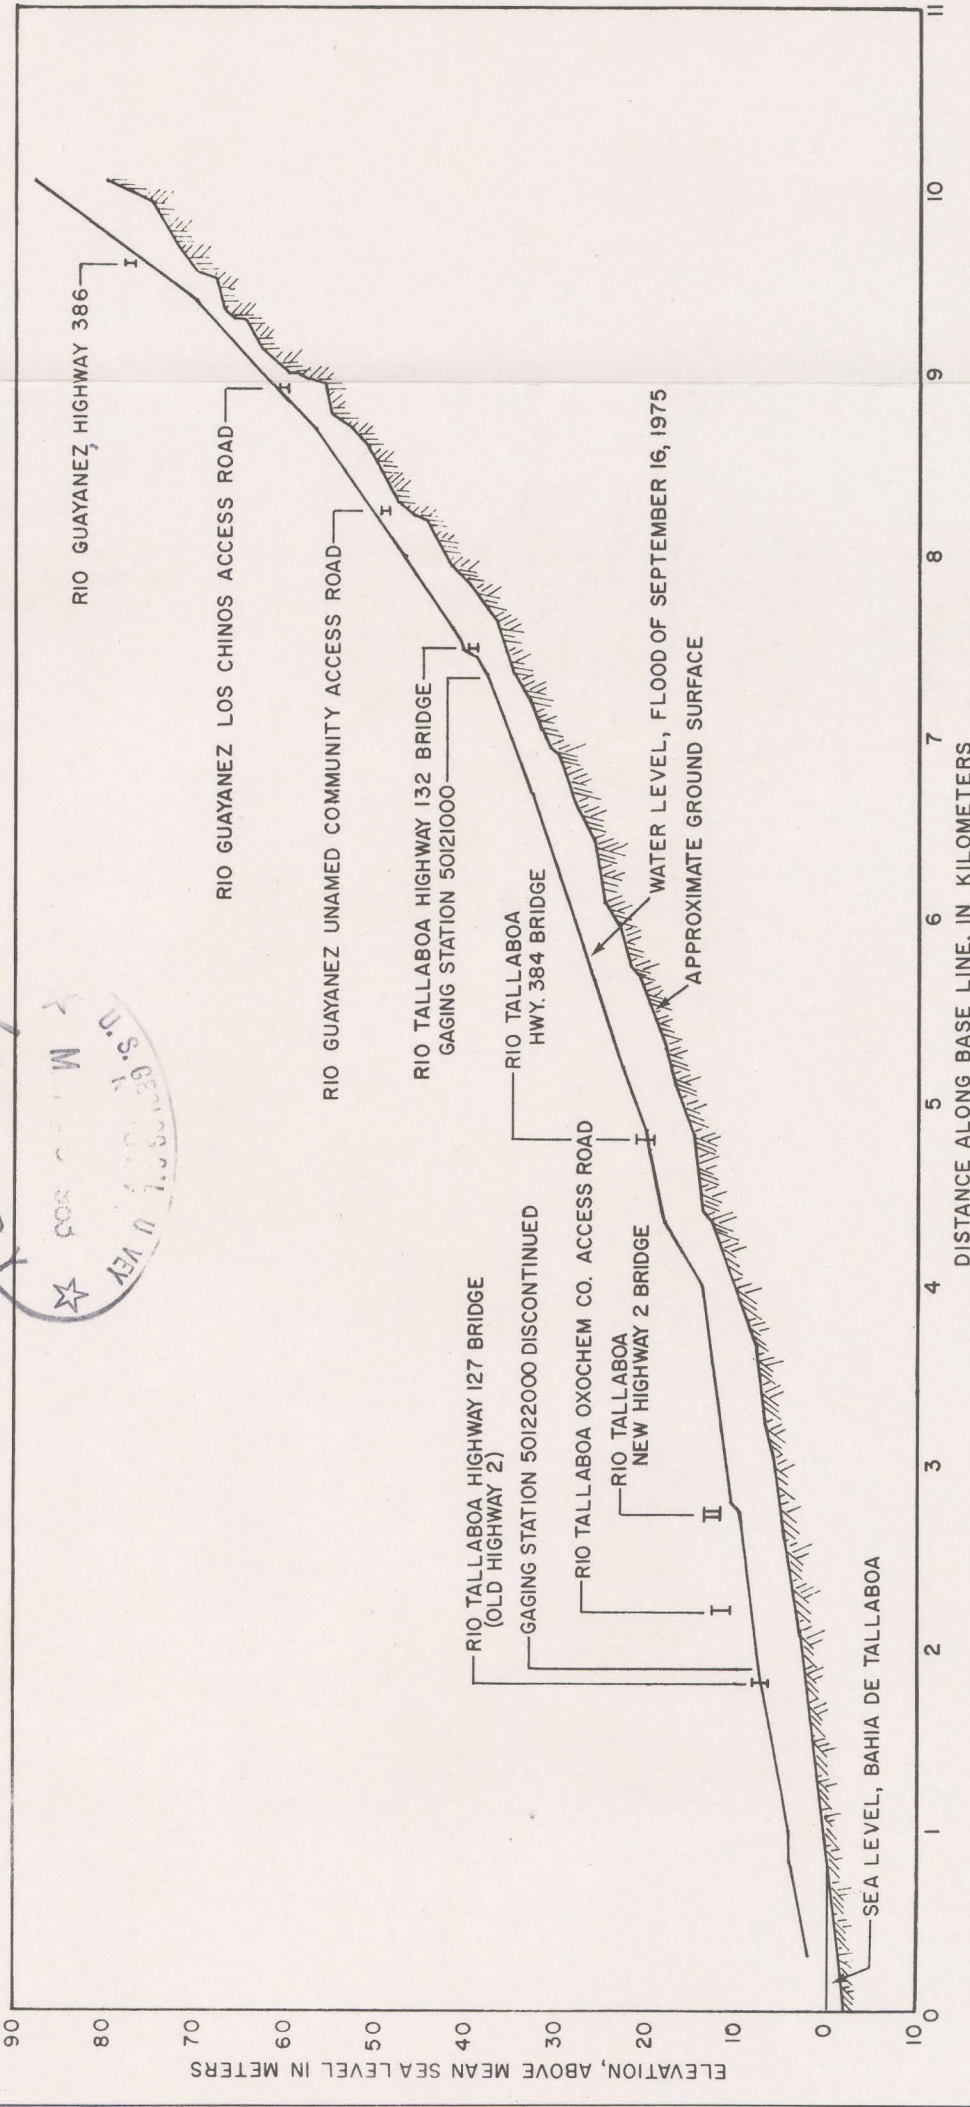 90
80
70
60
50
40
30
20
10
0
10
ELEVATION, ABOVE MEAN SEA LEVEL IN METERS
RIO GUAYANEZ, HIGHWAY 386
RIO GUAYANEZ LOS CHINOS ACCESS ROAD
RIO GUAYANEZ UNAMED COMMUNITY ACCESS ROAD
RIO TALLABOA HIGHWAY 132 BRIDGE
GAGING STATION 50121000
RIO TALLABOA
HWY. 384 BRIDGE
RIO TALLABOA HIGHWAY 127 BRIDGE
(OLD HIGHWAY 2)
GAGING STATION 50122000 DISCONTINUED
RIO TALLABOA OXOCHEM CO. ACCESS ROAD
RIO TALLABOA
NEW HIGHWAY 2 BRIDGE
WATER LEVEL, FLOOD OF SEPTEMBER 16, 1975
APPROXIMATE GROUND SURFACE
SEA LEVEL, BAHIA DE TALLABOA
0 1 2 3 4 5 6 7 8 9 10 11
DISTANCE ALONG BASE LINE, IN KILOMETERS